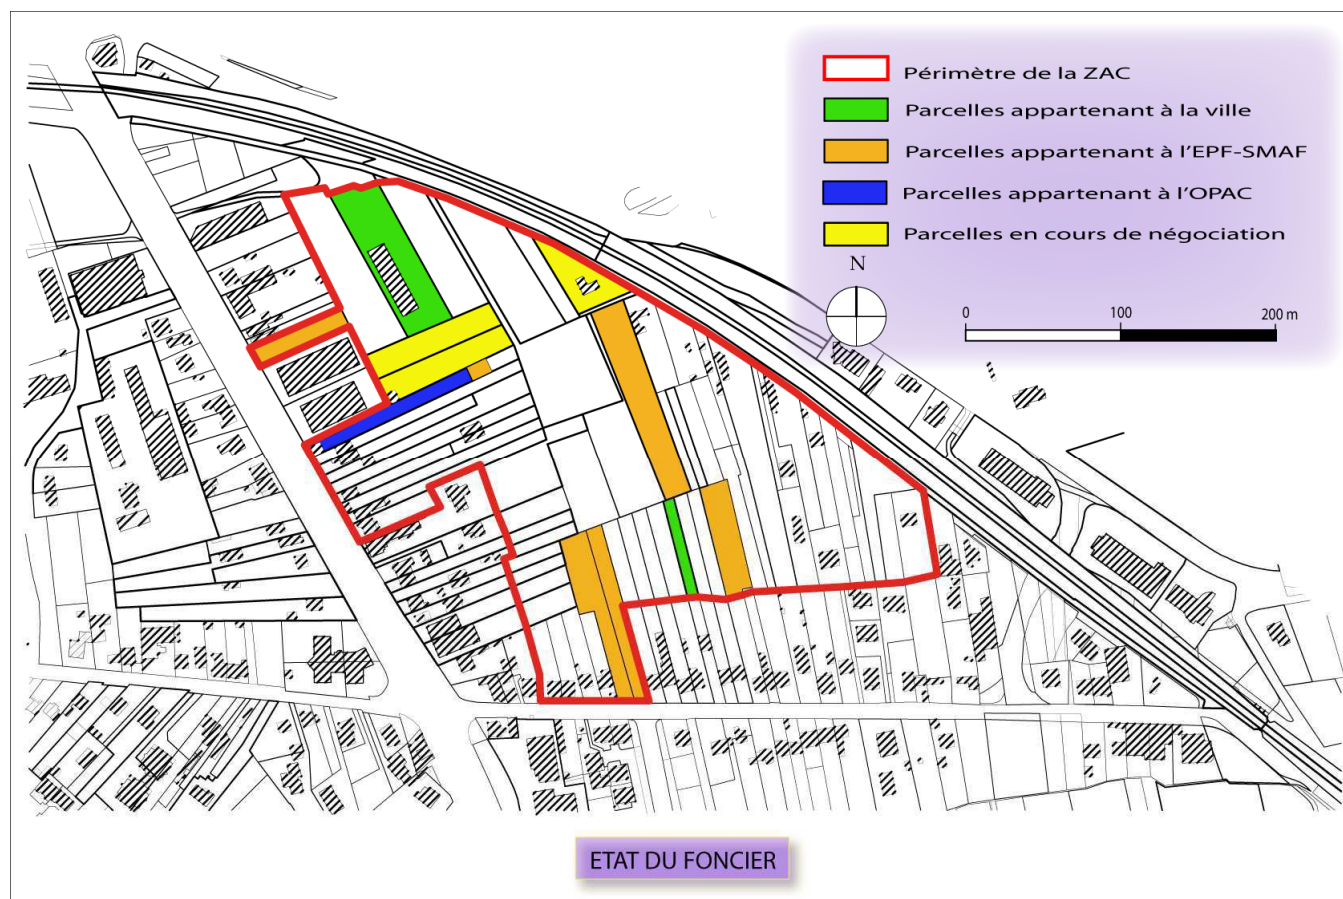 Périmètre de la ZAC
Parcelles appartenant à la ville
Parcelles appartenant à l'EPF-SMAF
Parcelles appartenant à l'OPAC
Parcelles en cours de négociation
N
0 100 200 m
ETAT DU FONCIER